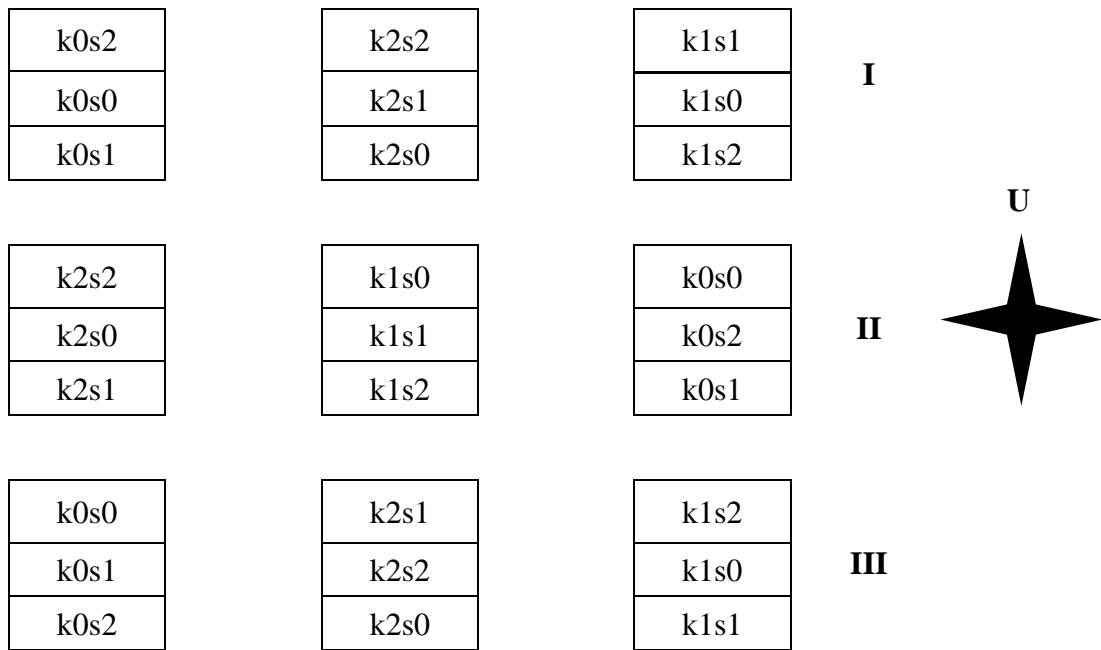 k0s2 k2s2 k1s1
I
k0s0 k2s1 k1s0
k0s1 k2s0 k1s2
U
k2s2 k1s0 k0s0
k2s0 k1s1 k0s2
II
k2s1 k1s2 k0s1
k0s0 k2s1 k1s2
k0s1 k2s2 k1s0
III
k0s2 k2s0 k1s1